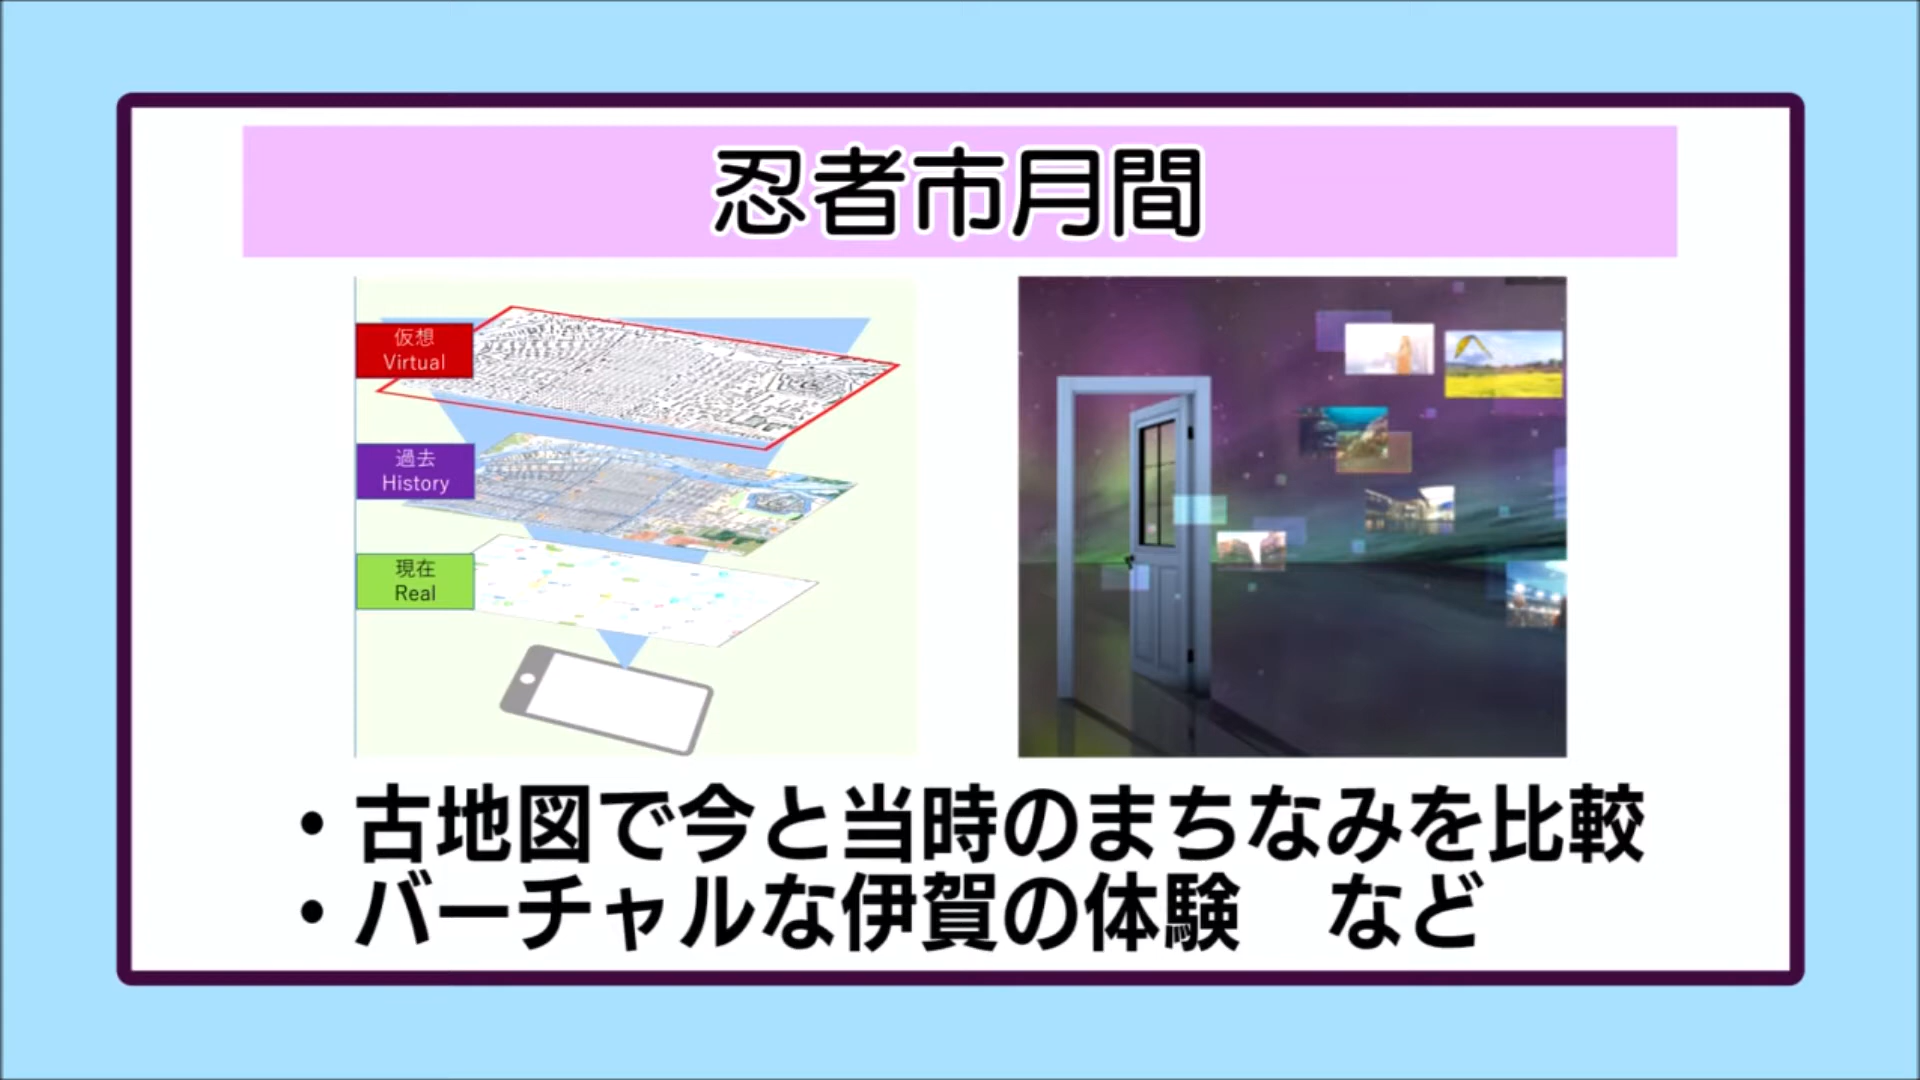 忍者市月間
仮想
Virtual
過去
History
現在
Real
・古地図で今と当時のまちなみを比較
・バーチャルな伊賀の体験　など